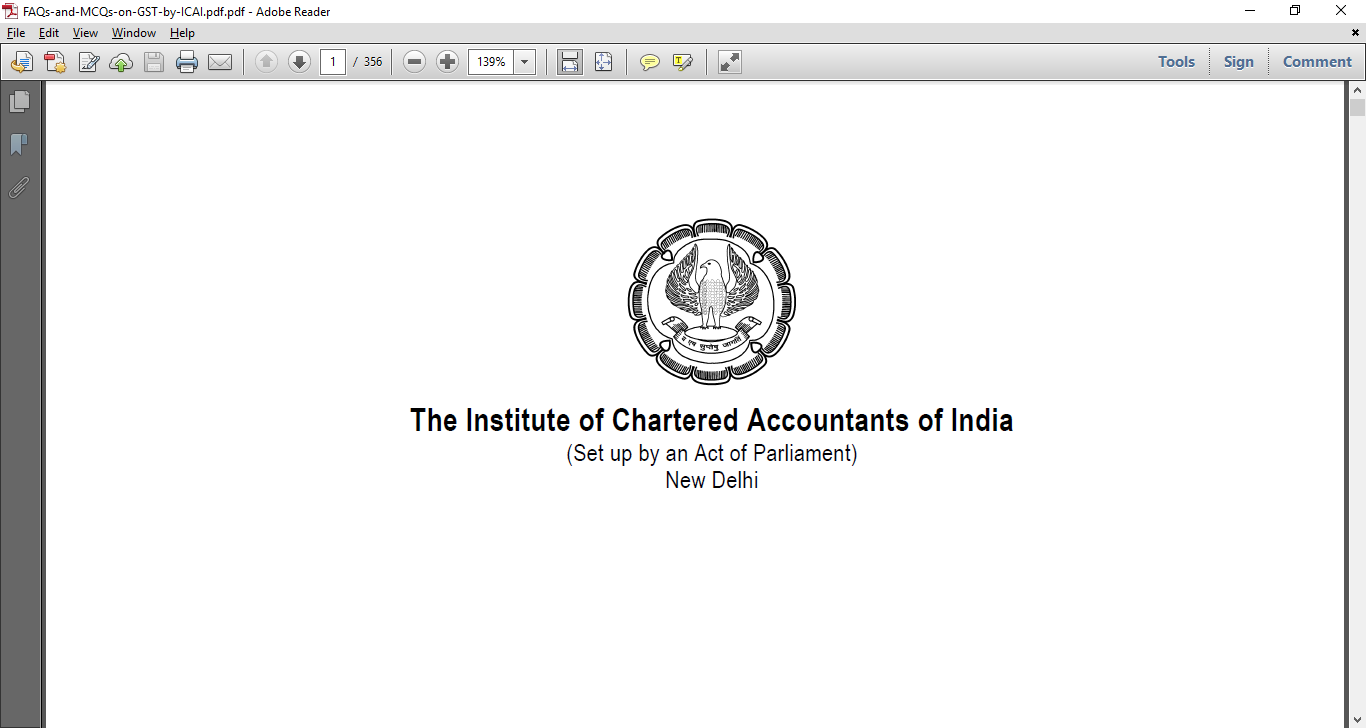 FAQs-and-MCQs-on-GST-by-ICAI.pdf.pdf - Adobe Reader
File Edit View Window Help
1 / 356 139% Tools Sign Comment
य एष सुप्तेषु जागर्ति
The Institute of Chartered Accountants of India
(Set up by an Act of Parliament)
New Delhi